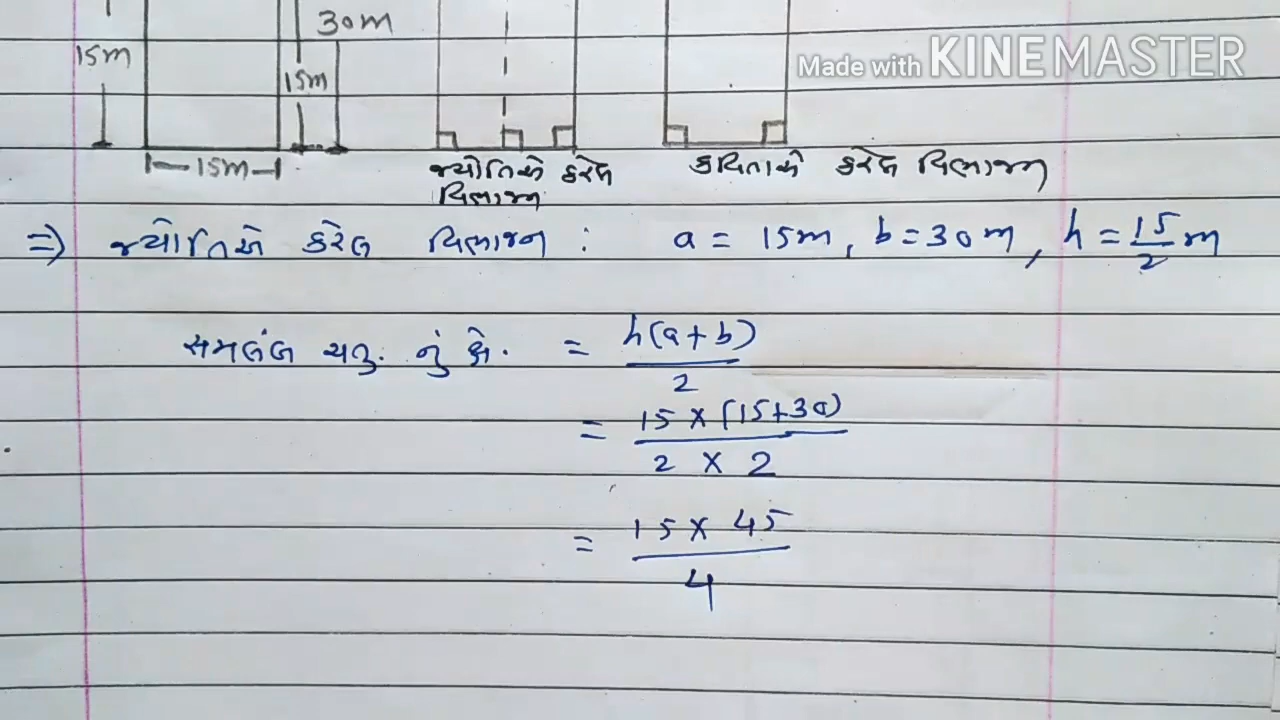 30m
Made with KINEMASTER
15m
15m
15m
જ્યોતિએ કરેલ
વિભાજન
કવિતાએ કરેલ વિભાજન
⇒ જ્યોતિએ કરેલ વિભાજન : a = 15m, b = 30m, h = 15/2 m
સમલંબ ચતુ. નું ક્ષે. = h(a+b)/2
= 15 × (15+30)/2 × 2
= 15 × 45/4